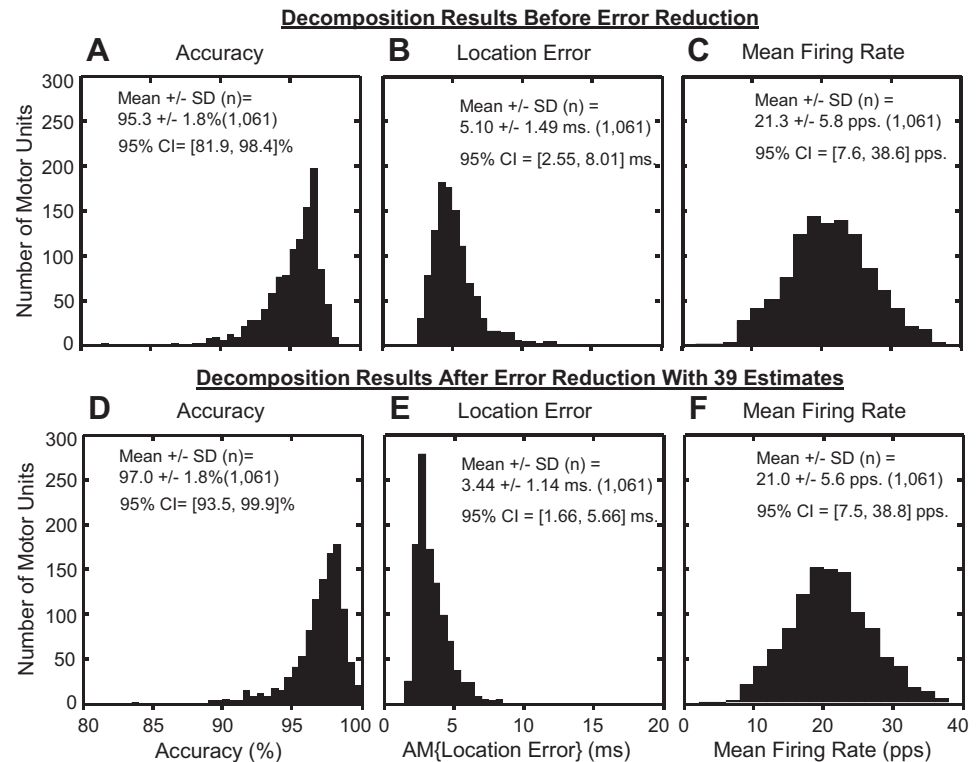 Decomposition Results Before Error Reduction
A Accuracy
B Location Error
C Mean Firing Rate
Number of Motor Units
300
250
200
150
100
50
0
Mean +/- SD (n)=
95.3 +/- 1.8%(1,061)
95% CI= [81.9, 98.4]%
Mean +/- SD (n) =
5.10 +/- 1.49 ms. (1,061)
95% CI = [2.55, 8.01] ms.
Mean +/- SD (n) =
21.3 +/- 5.8 pps. (1,061)
95% CI = [7.6, 38.6] pps.
Decomposition Results After Error Reduction With 39 Estimates
D Accuracy
E Location Error
F Mean Firing Rate
Number of Motor Units
300
250
200
150
100
50
0
Mean +/- SD (n)=
97.0 +/- 1.8%(1,061)
95% CI= [93.5, 99.9]%
Mean +/- SD (n) =
3.44 +/- 1.14 ms. (1,061)
95% CI = [1.66, 5.66] ms.
Mean +/- SD (n) =
21.0 +/- 5.6 pps. (1,061)
95% CI = [7.5, 38.8] pps.
80 85 90 95 100
0 5 10 15 20
0 10 20 30 40
Accuracy (%)
AM{Location Error} (ms)
Mean Firing Rate (pps)